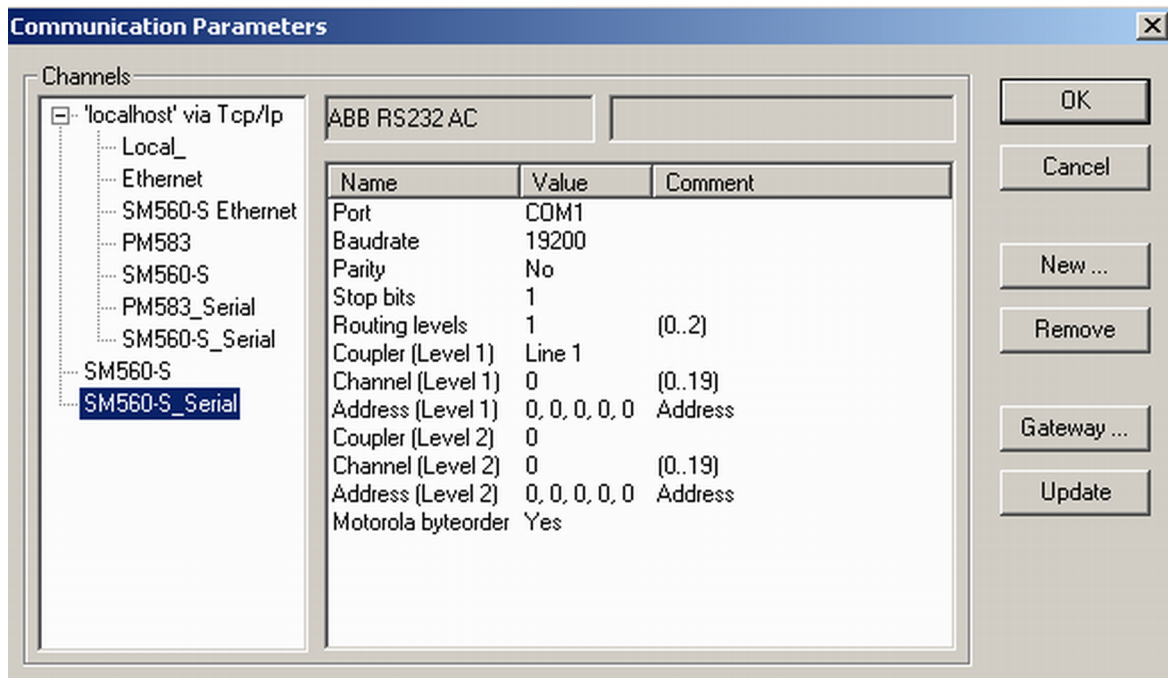 Communication Parameters
Channels
'localhost' via Tcp/Ip
Local_
Ethernet
SM560-S Ethernet
PM583
SM560-S
PM583_Serial
SM560-S_Serial
SM560-S
SM560-S_Serial
ABB RS232 AC
Name Value Comment
Port COM1
Baudrate 19200
Parity No
Stop bits 1
Routing levels 1 (0..2)
Coupler (Level 1) Line 1
Channel (Level 1) 0 (0..19)
Address (Level 1) 0, 0, 0, 0, 0 Address
Coupler (Level 2) 0
Channel (Level 2) 0 (0..19)
Address (Level 2) 0, 0, 0, 0, 0 Address
Motorola byteorder Yes
OK
Cancel
New ...
Remove
Gateway ...
Update